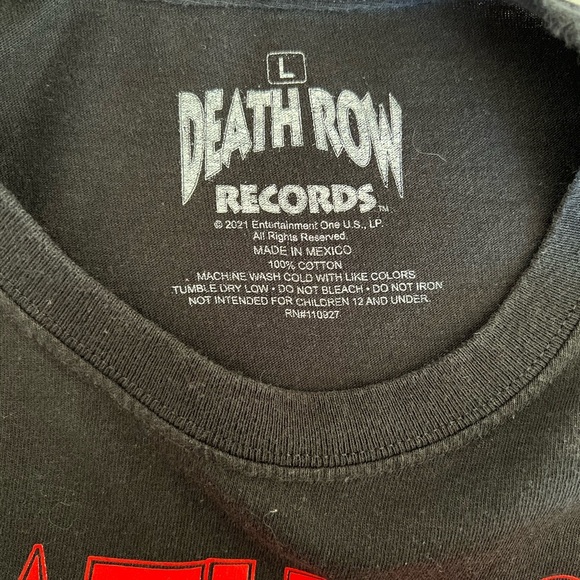 L
DEATH ROW
RECORDS™
© 2021 Entertainment One U.S., LP
All Rights Reserved.
MADE IN MEXICO
100% COTTON
MACHINE WASH COLD WITH LIKE COLORS
TUMBLE DRY LOW • DO NOT BLEACH • DO NOT IRON
NOT INTENDED FOR CHILDREN 12 AND UNDER.
RN#110927